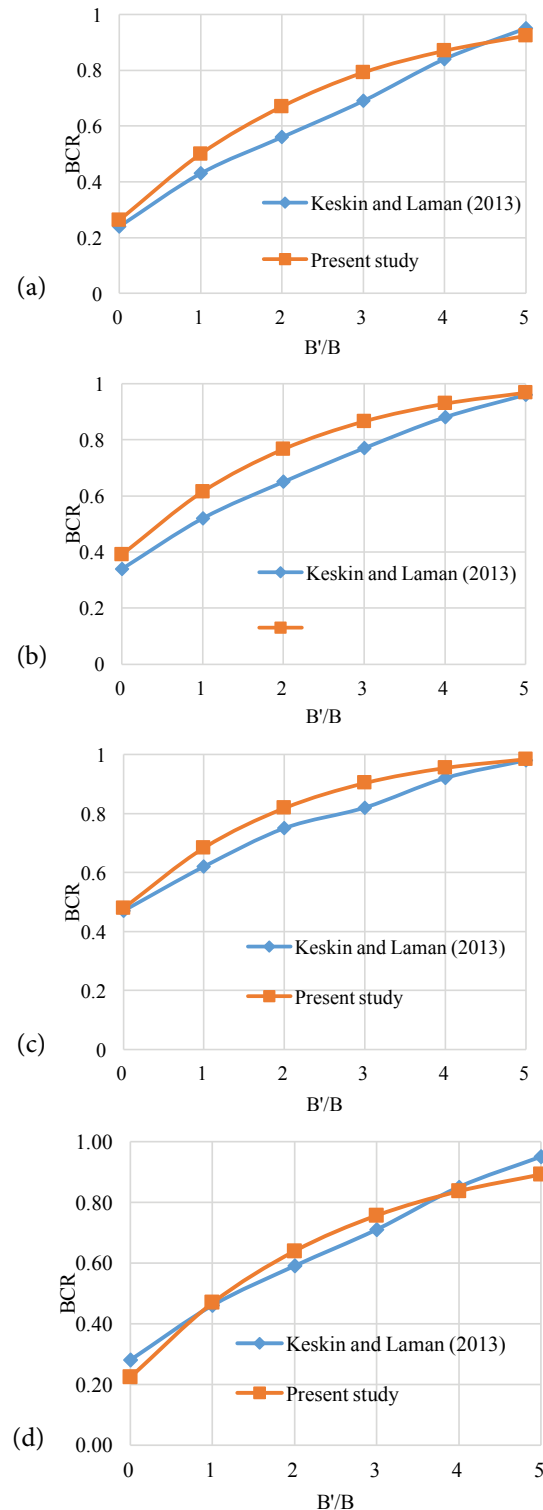 1
0.8
0.6
BCR
0.4
Keskin and Laman (2013)
0.2
Present study
(a)
0
0 1 2 3 4 5
B'/B
1
0.8
0.6
BCR
0.4
Keskin and Laman (2013)
0.2
(b)
0
0 1 2 3 4 5
B'/B
1
0.8
0.6
BCR
0.4
Keskin and Laman (2013)
0.2
Present study
(c)
0
0 1 2 3 4 5
B'/B
1.00
0.80
0.60
BCR
0.40
Keskin and Laman (2013)
0.20
Present study
(d)
0.00
0 1 2 3 4 5
B'/B